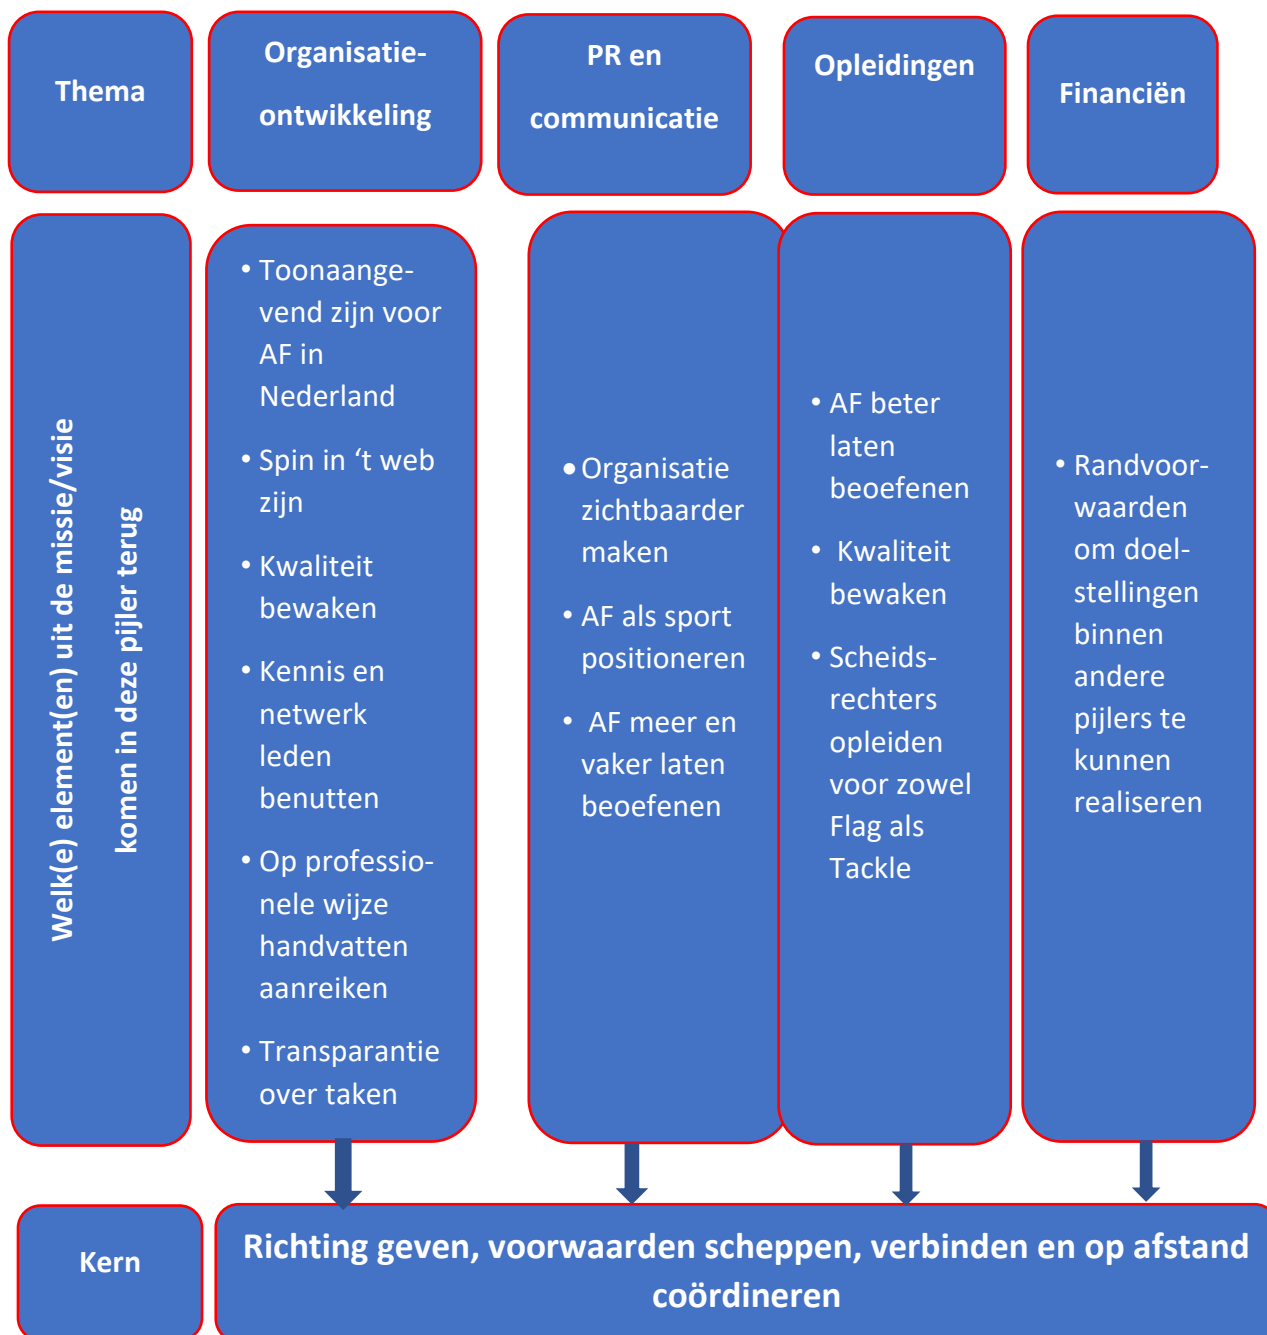 Thema
Organisatie-
ontwikkeling
PR en
communicatie
Opleidingen
Financiën
Welk(e) element(en) uit de missie/visie
komen in deze pijler terug
• Toonaange-
vend zijn voor
AF in
Nederland
• Spin in ‘t web
zijn
• Kwaliteit
bewaken
• Kennis en
netwerk
leden
benutten
• Op professio-
nele wijze
handvatten
aanreiken
• Transparantie
over taken
• Organisatie
zichtbaarder
maken
• AF als sport
positioneren
• AF meer en
vaker laten
beoefenen
• AF beter
laten
beoefenen
• Kwaliteit
bewaken
• Scheids-
rechters
opleiden
voor zowel
Flag als
Tackle
• Randvoor-
waarden
om doel-
stellingen
binnen
andere
pijlers te
kunnen
realiseren
Kern
Richting geven, voorwaarden scheppen, verbinden en op afstand
coördineren